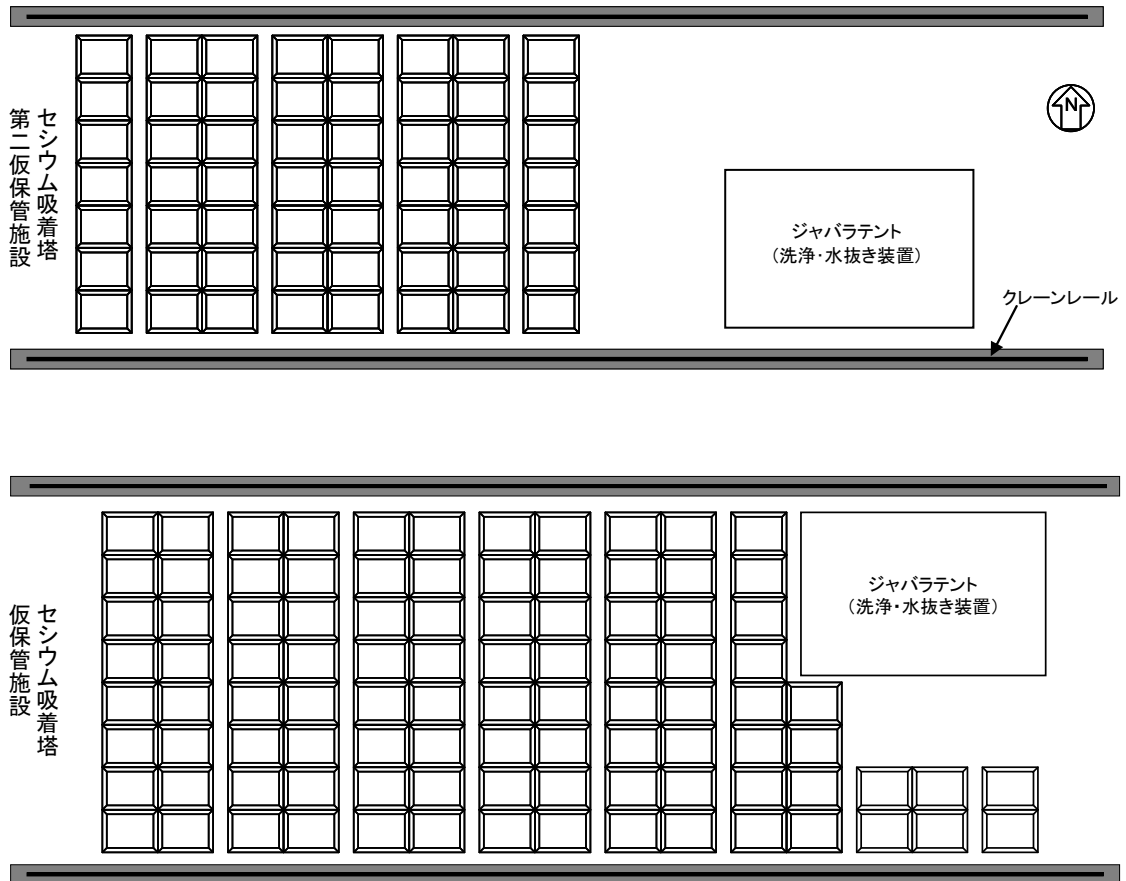 セシウム吸着塔
第二仮保管施設
N
ジャバラテント
(洗浄・水抜き装置)
クレーンレール
セシウム吸着塔
仮保管施設
ジャバラテント
(洗浄・水抜き装置)